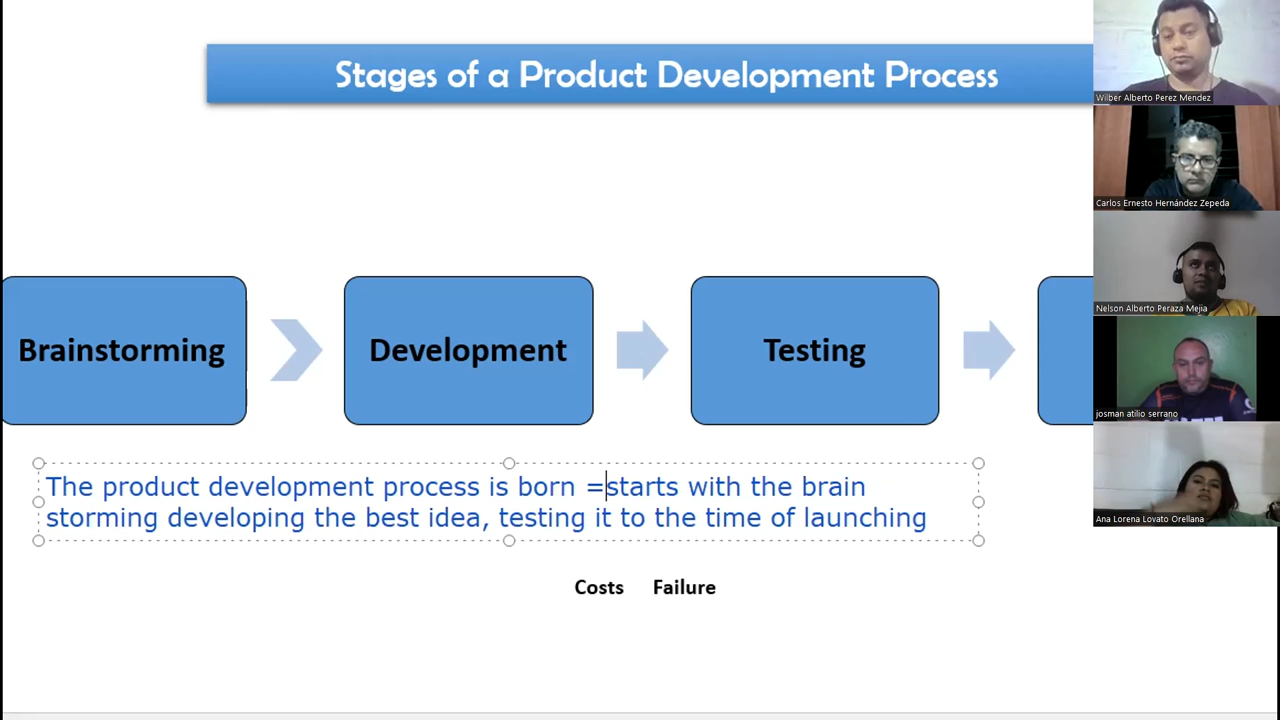 Stages of a Product Development Process
Wilber Alberto Perez Mendez
Carlos Ernesto Hernández Zepeda
Nelson Alberto Peraza Mejia
Brainstorming
Development
Testing
josman atilio serrano
The product development process is born =starts with the brain
storming developing the best idea, testing it to the time of launching
Ana Lorena Lovato Orellana
Costs Failure